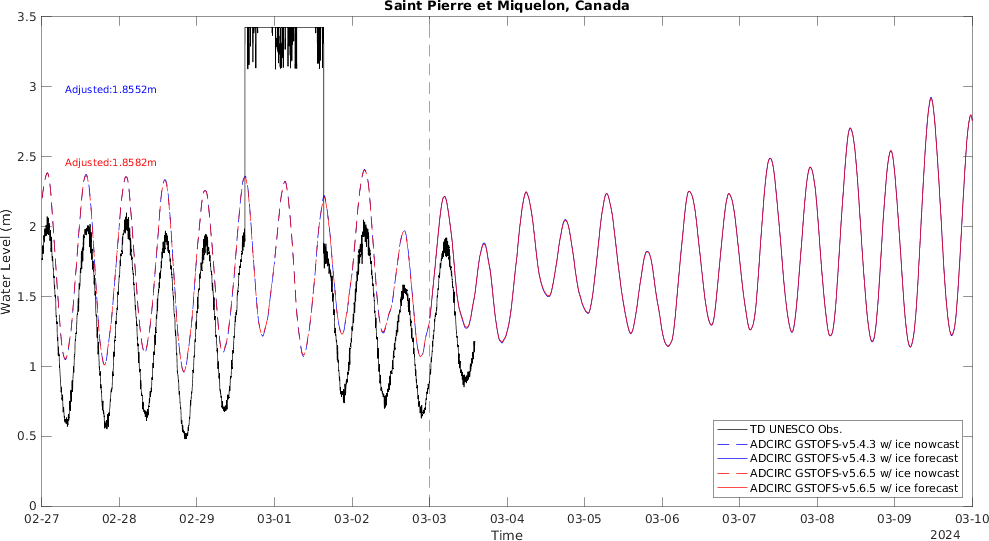 Saint Pierre et Miquelon, Canada
3.5
3
2.5
2
1.5
1
0.5
0
Water Level (m)
Adjusted:1.8552m
Adjusted:1.8582m
TD UNESCO Obs.
ADCIRC GSTOFS-v5.4.3 w/ ice nowcast
ADCIRC GSTOFS-v5.4.3 w/ ice forecast
ADCIRC GSTOFS-v5.6.5 w/ ice nowcast
ADCIRC GSTOFS-v5.6.5 w/ ice forecast
02-27 02-28 02-29 03-01 03-02 03-03 03-04 03-05 03-06 03-07 03-08 03-09 03-10
Time
2024